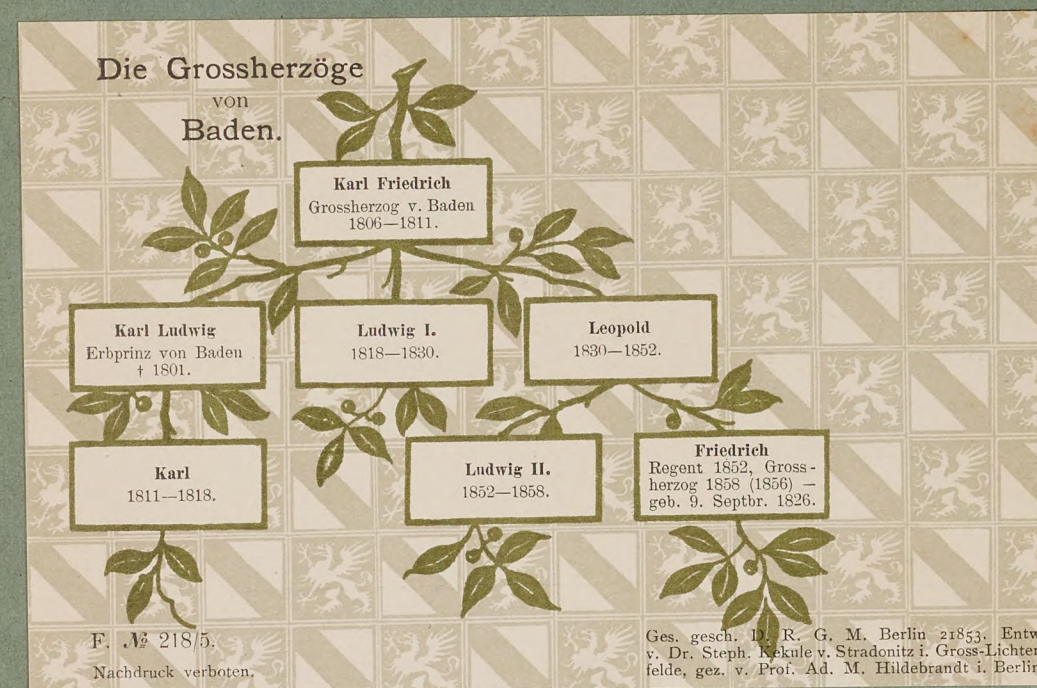 Die Grossherzöge
von
Baden.
Karl Friedrich
Grossherzog v. Baden
1806—1811.
Karl Ludwig
Erbprinz von Baden
† 1801.
Ludwig I.
1818—1830.
Leopold
1830—1852.
Karl
1811—1818.
Ludwig II.
1852—1858.
Friedrich
Regent 1852, Gross-
herzog 1858 (1856) —
geb. 9. Septbr. 1826.
F. № 218/5.
Nachdruck verboten.
Ges. gesch. D. R. G. M. Berlin 21853. Entw
v. Dr. Steph. Kekule v. Stradonitz i. Gross-Lichter
felde, gez. v. Prof. Ad. M. Hildebrandt i. Berlin